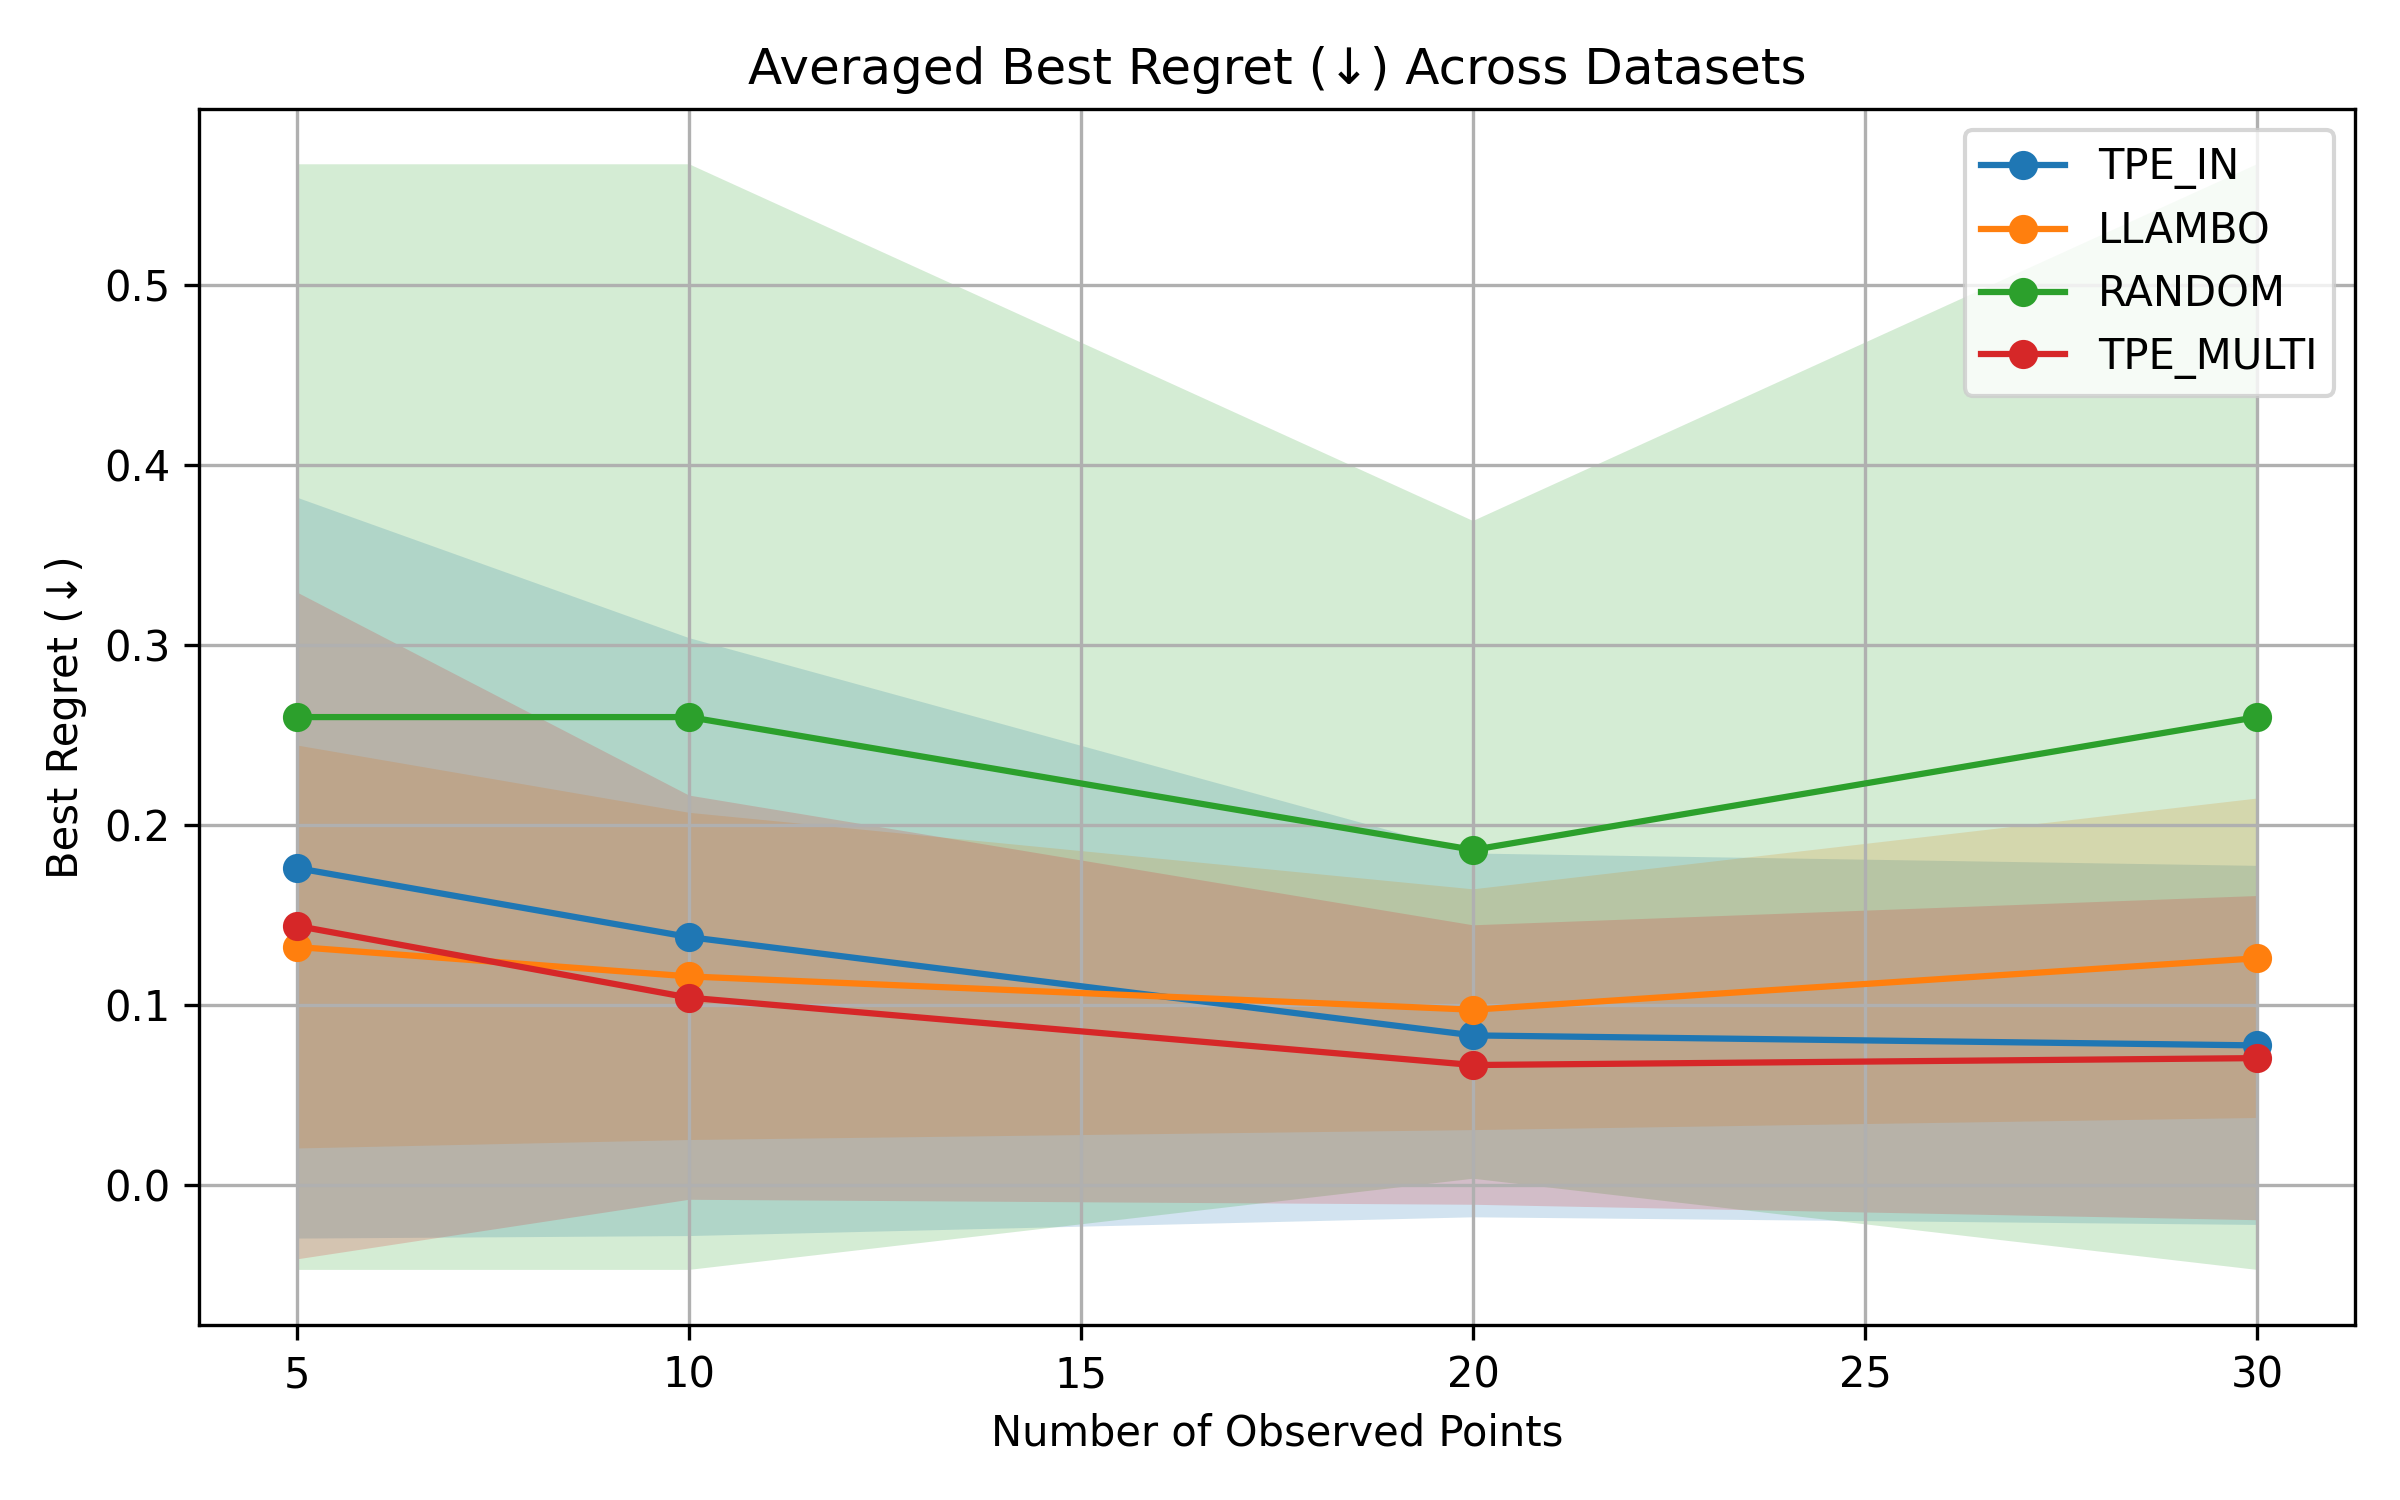 Averaged Best Regret (↓) Across Datasets
TPE_IN
LLAMBO
RANDOM
TPE_MULTI
Best Regret (↓)
0.5
0.4
0.3
0.2
0.1
0.0
5 10 15 20 25 30
Number of Observed Points